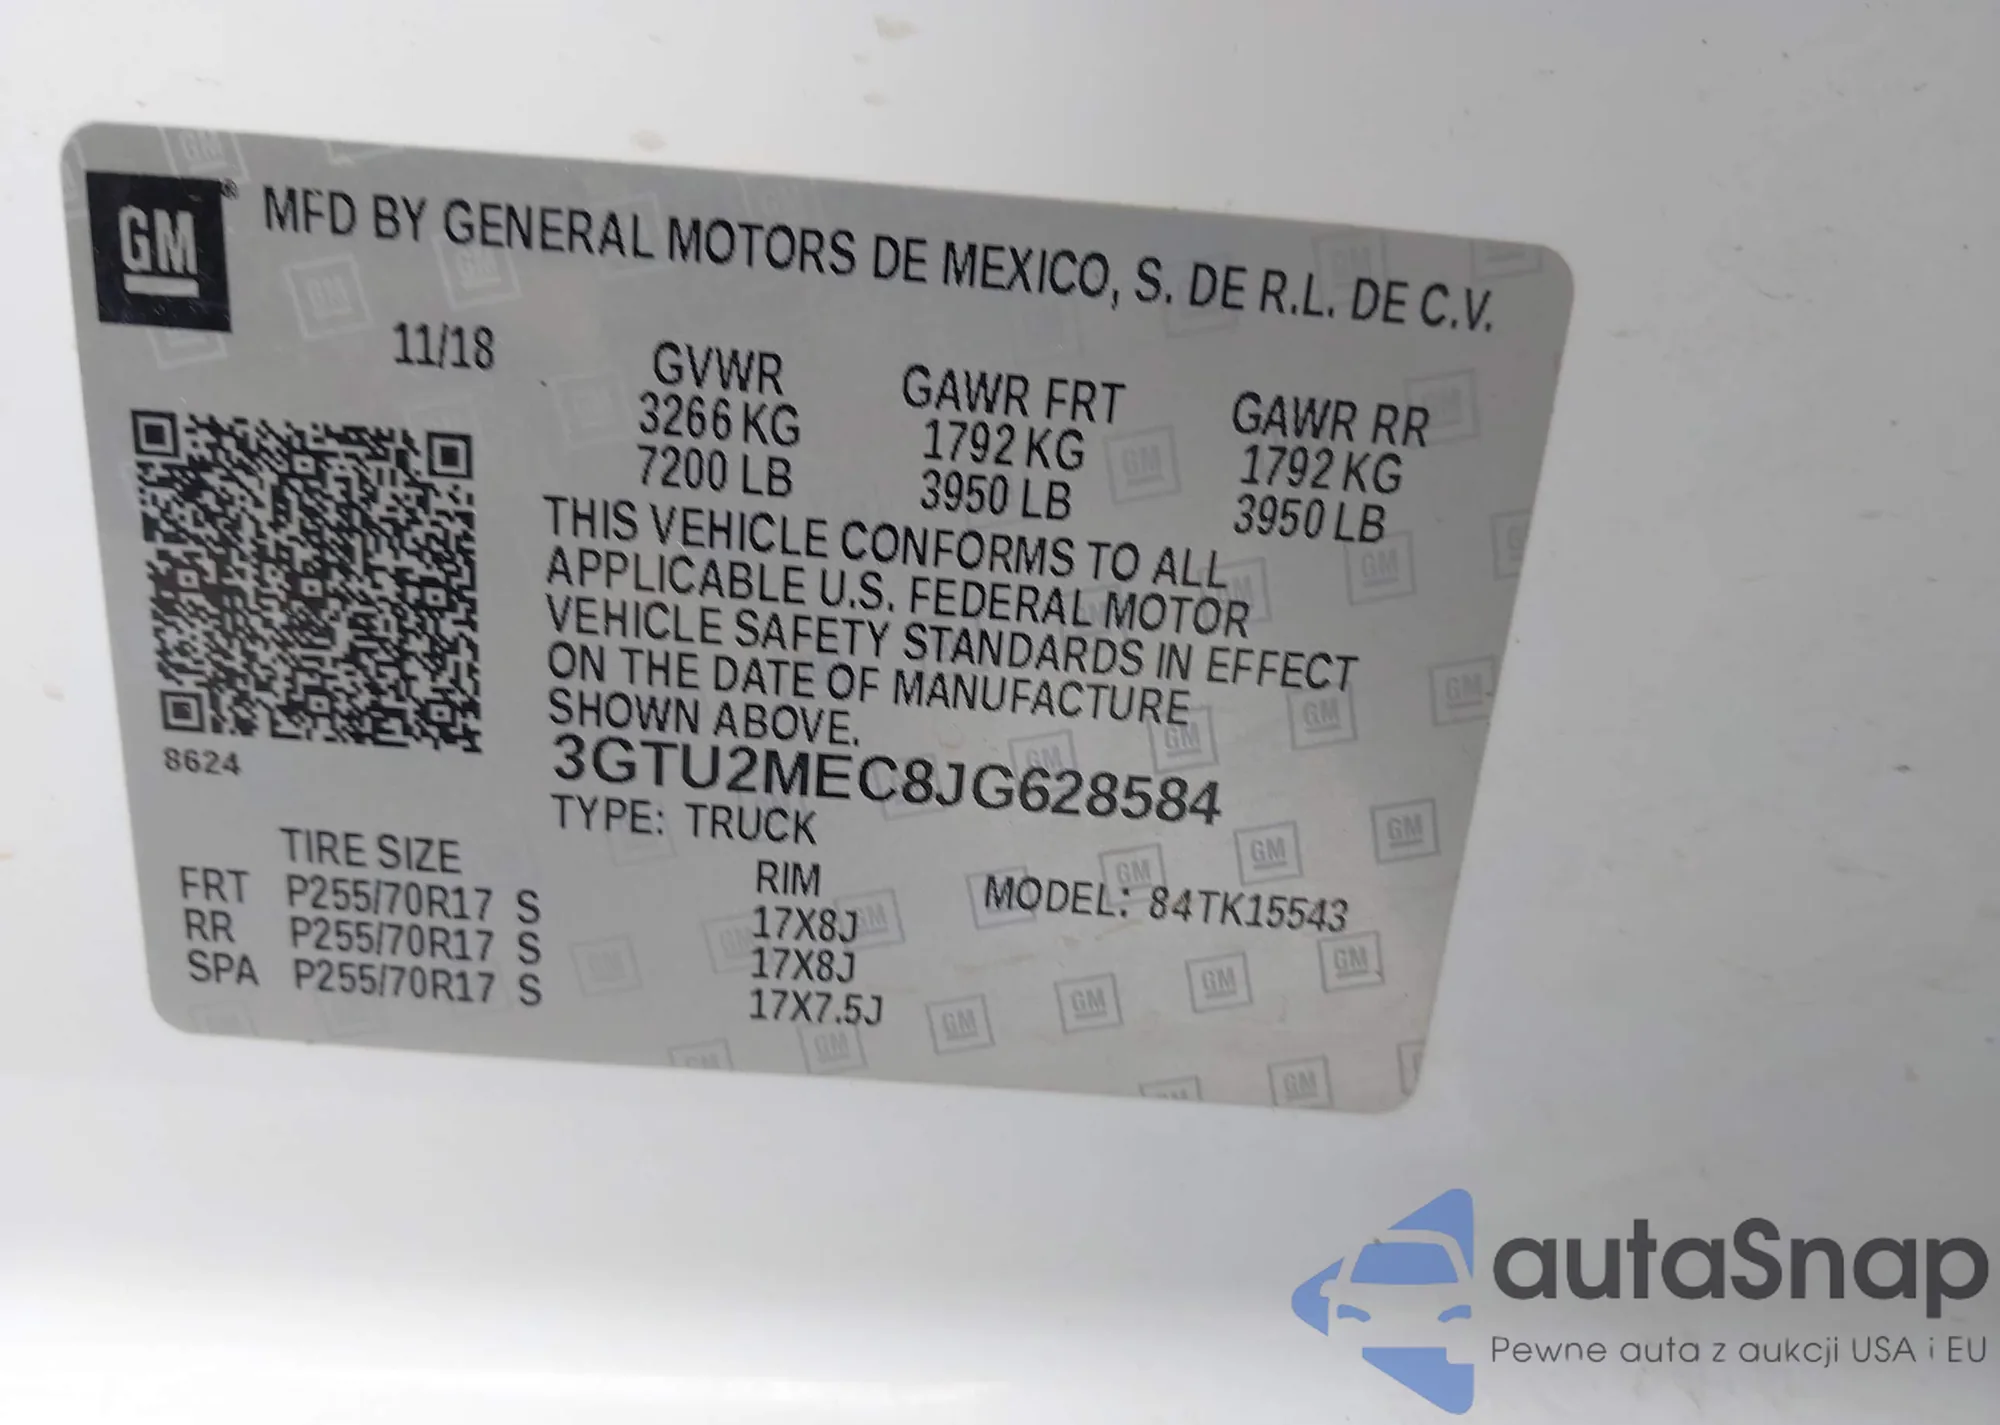 GM ® MFD BY GENERAL MOTORS DE MEXICO, S. DE R.L. DE C.V.
11/18
GVWR GAWR FRT GAWR RR
3266 KG 1792 KG 1792 KG
7200 LB 3950 LB 3950 LB
THIS VEHICLE CONFORMS TO ALL
APPLICABLE U.S. FEDERAL MOTOR
VEHICLE SAFETY STANDARDS IN EFFECT
ON THE DATE OF MANUFACTURE
SHOWN ABOVE.
8624
3GTU2MEC8JG628584
TYPE: TRUCK
TIRE SIZE RIM MODEL: 84TK15543
FRT P255/70R17 S 17X8J
RR P255/70R17 S 17X8J
SPA P255/70R17 S 17X7.5J
autaSnap
Pewne auta z aukcji USA i EU